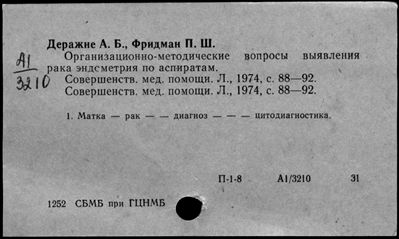 Деражне А. Б., Фридман П. Ш.
А1
3210
Организационно-методические вопросы выявления
рака эндсметрия по аспиратам.
Совершенств. мед. помощи. Л., 1974, с. 88—92.
Совершенств. мед. помощи. Л., 1974, с. 88—92.
1. Матка — рак — — диагноз — — — цитодиагностика.
П-1-8 А1/3210 31
1252 СБМБ при ГЦНМБ